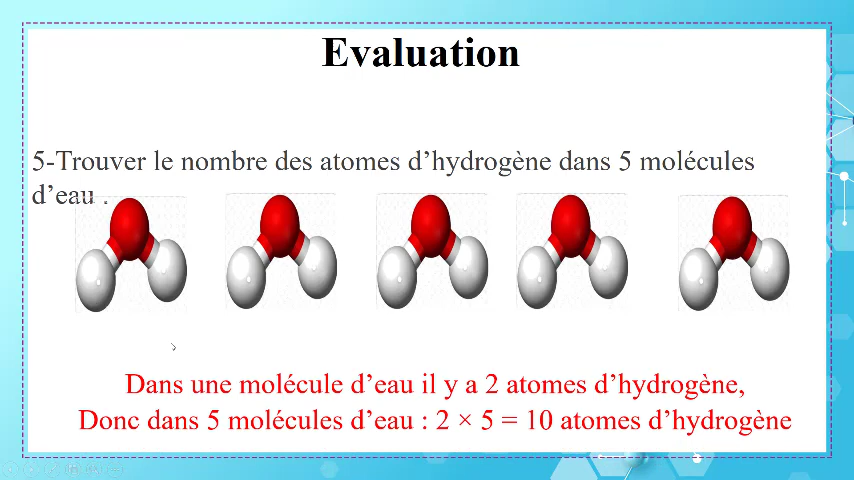 Evaluation
5-Trouver le nombre des atomes d’hydrogène dans 5 molécules
d’eau .
Dans une molécule d’eau il y a 2 atomes d’hydrogène,
Donc dans 5 molécules d’eau : 2 × 5 = 10 atomes d’hydrogène